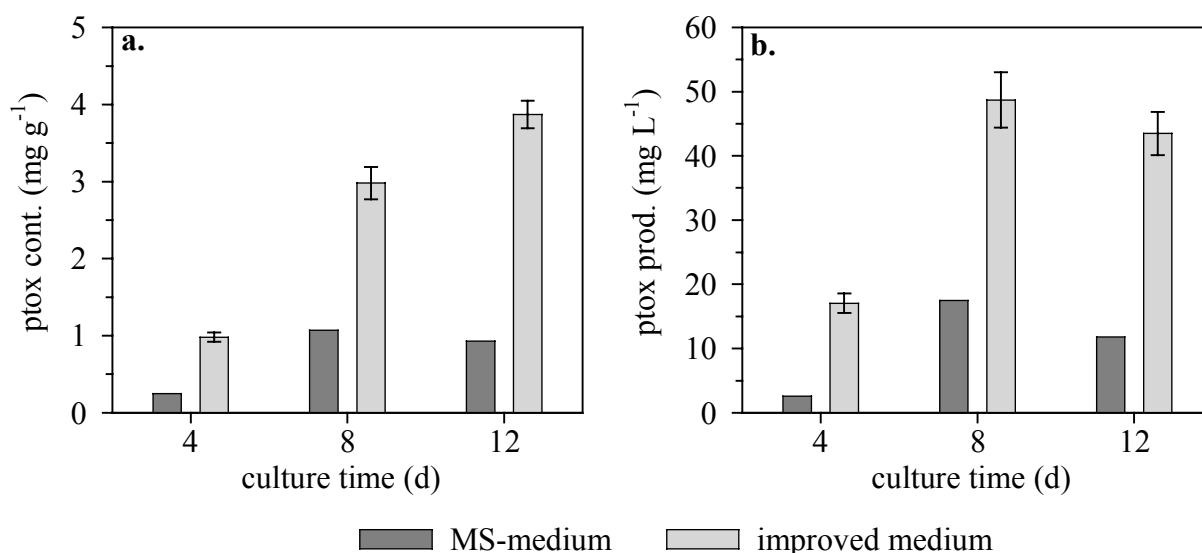 a.
ptox cont. (mg g⁻¹)
5
4
3
2
1
0
4 8 12
culture time (d)
b.
ptox prod. (mg L⁻¹)
60
50
40
30
20
10
0
4 8 12
culture time (d)
MS-medium improved medium